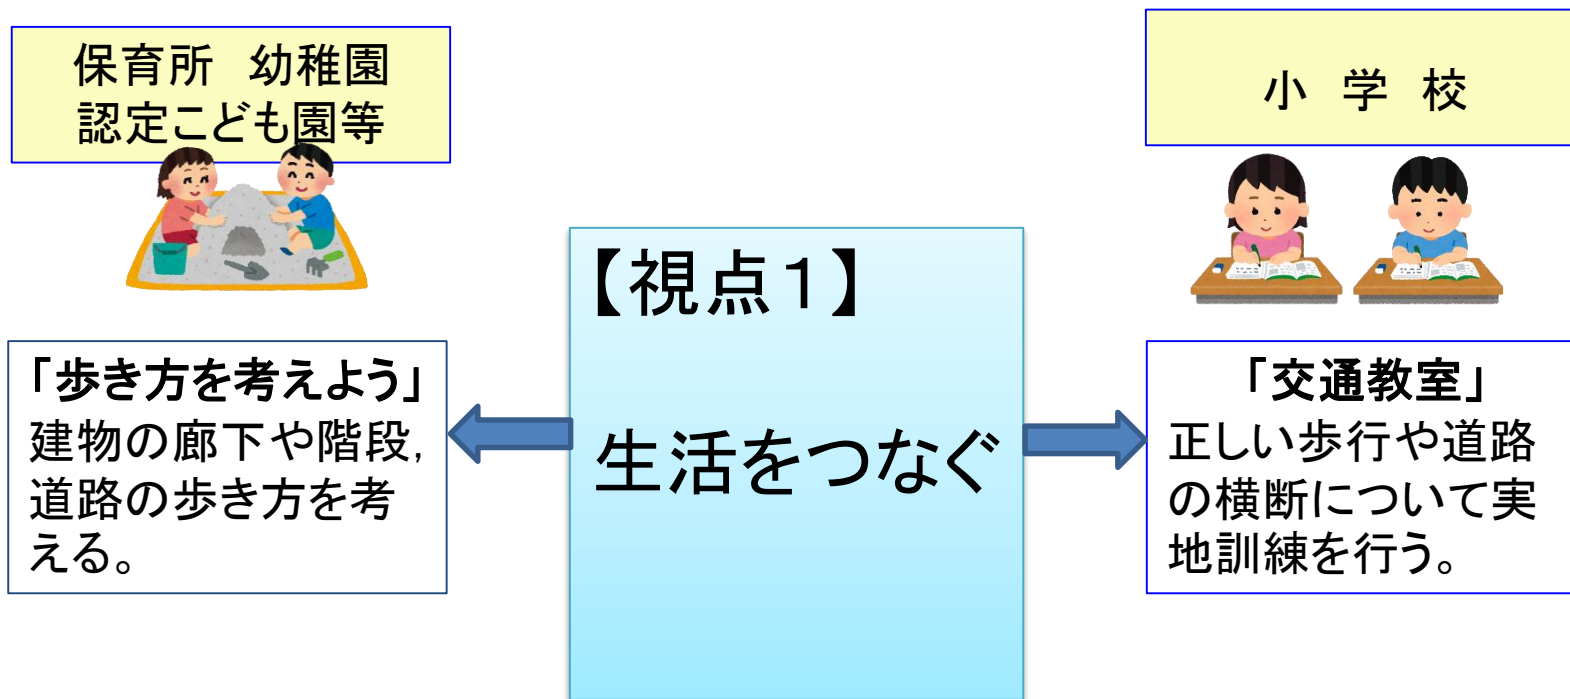 保育所　幼稚園
認定こども園等
小　学　校
【視点１】
生活をつなぐ
「歩き方を考えよう」
建物の廊下や階段，
道路の歩き方を考
える。
「交通教室」
正しい歩行や道路
の横断について実
地訓練を行う。